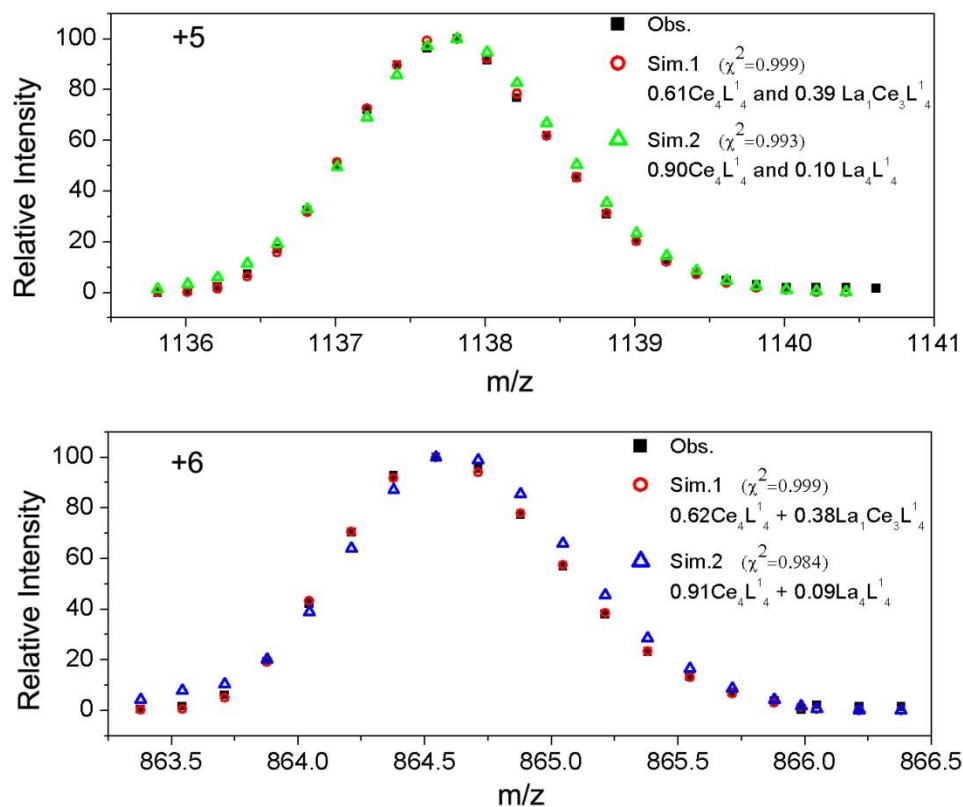 +5
Obs.
Sim.1 (χ²=0.999)
0.61Ce₄L¹₄ and 0.39 La₁Ce₃L¹₄
Sim.2 (χ²=0.993)
0.90Ce₄L¹₄ and 0.10 La₄L¹₄
Relative Intensity
100
80
60
40
20
0
1136 1137 1138 1139 1140 1141
m/z
+6
Obs.
Sim.1 (χ²=0.999)
0.62Ce₄L¹₄ + 0.38La₁Ce₃L¹₄
Sim.2 (χ²=0.984)
0.91Ce₄L¹₄ + 0.09La₄L¹₄
Relative Intensity
100
80
60
40
20
0
863.5 864.0 864.5 865.0 865.5 866.0 866.5
m/z